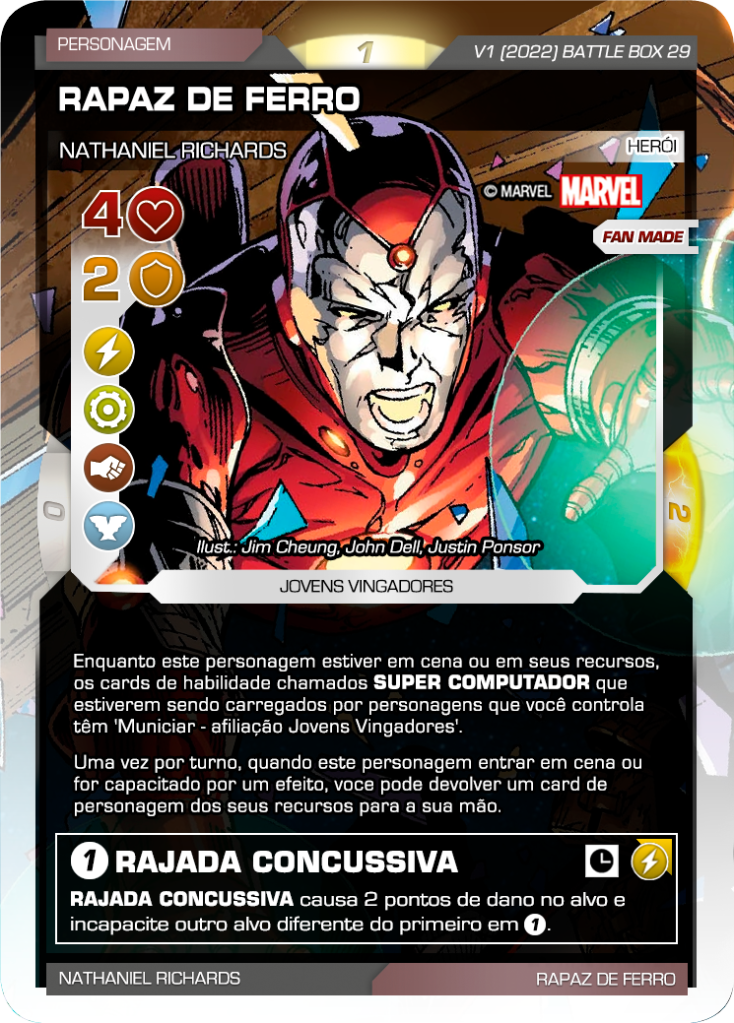 PERSONAGEM
1
V1 (2022) BATTLE BOX 29
RAPAZ DE FERRO
NATHANIEL RICHARDS
HERÓI
© MARVEL MARVEL
4
FAN MADE
2
0
2
Ilust.: Jim Cheung, John Dell, Justin Ponsor
JOVENS VINGADORES
Enquanto este personagem estiver em cena ou em seus recursos,
os cards de habilidade chamados SUPER COMPUTADOR que
estiverem sendo carregados por personagens que você controla
têm 'Municiar - afiliação Jovens Vingadores'.
Uma vez por turno, quando este personagem entrar em cena ou
for capacitado por um efeito, voce pode devolver um card de
personagem dos seus recursos para a sua mão.
1 RAJADA CONCUSSIVA
RAJADA CONCUSSIVA causa 2 pontos de dano no alvo e
incapacite outro alvo diferente do primeiro em 1.
NATHANIEL RICHARDS
RAPAZ DE FERRO